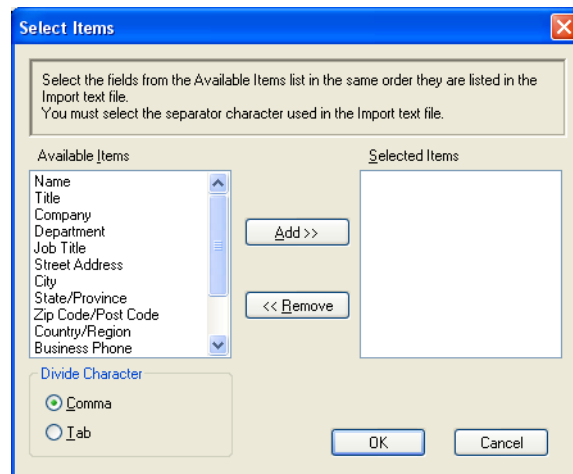 Select Items
Select the fields from the Available Items list in the same order they are listed in the
Import text file.
You must select the separator character used in the Import text file.
Available Items
Selected Items
Name
Title
Company
Department
Job Title
Street Address
City
State/Province
Zip Code/Post Code
Country/Region
Business Phone
Add >>
<< Remove
Divide Character
Comma
Tab
OK
Cancel